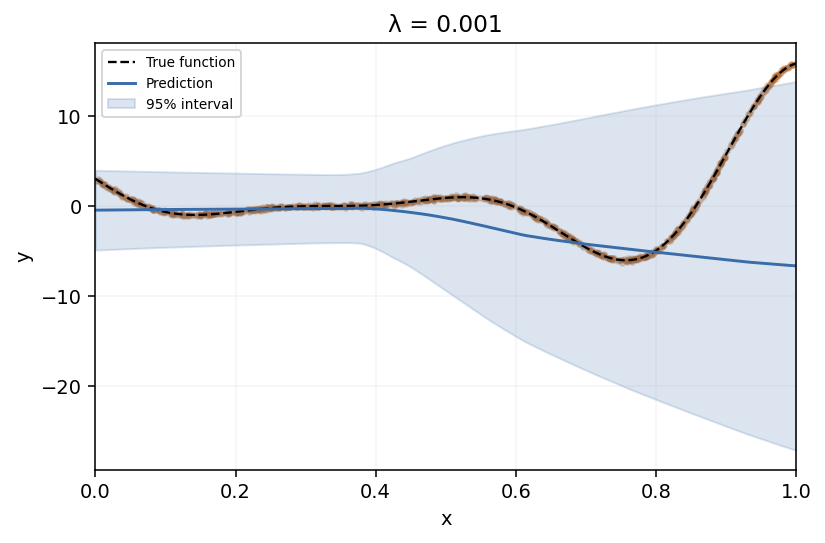 λ = 0.001
True function
Prediction
95% interval
10
0
−10
−20
y
0.0 0.2 0.4 0.6 0.8 1.0
x